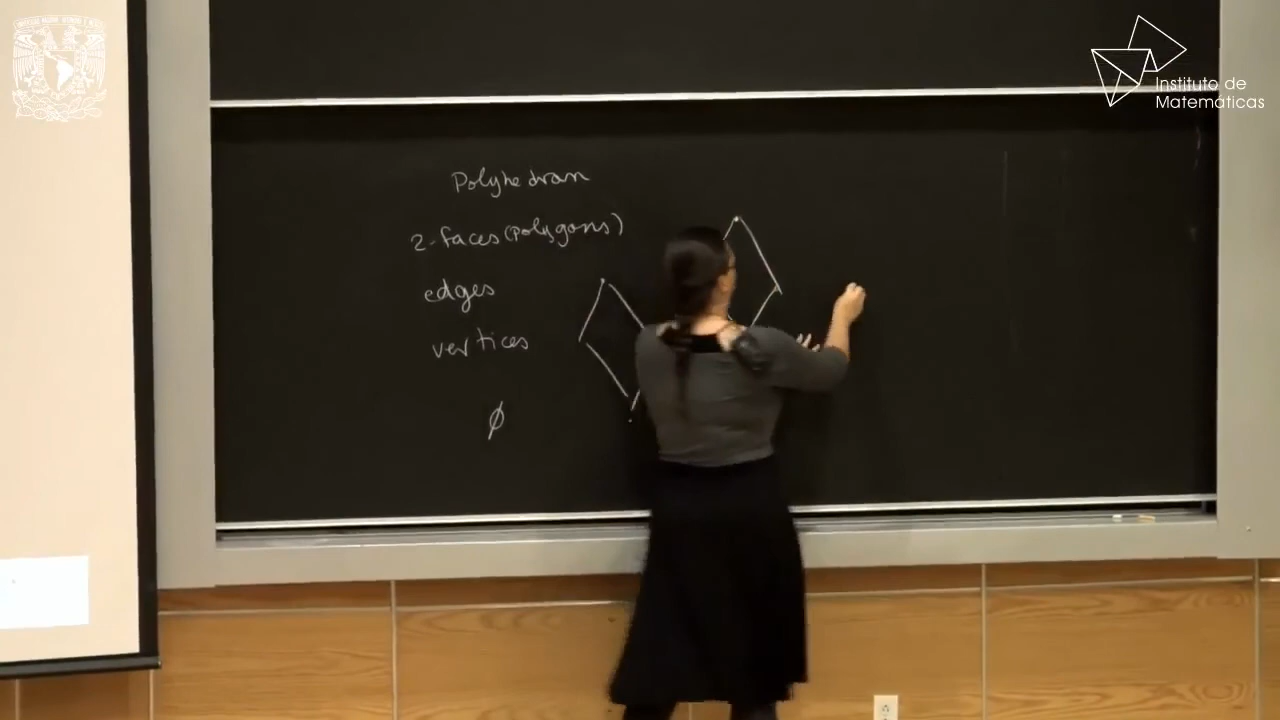 Instituto de
Matemáticas
Polyhedron
2-faces (polygons)
edges
vertices
∅